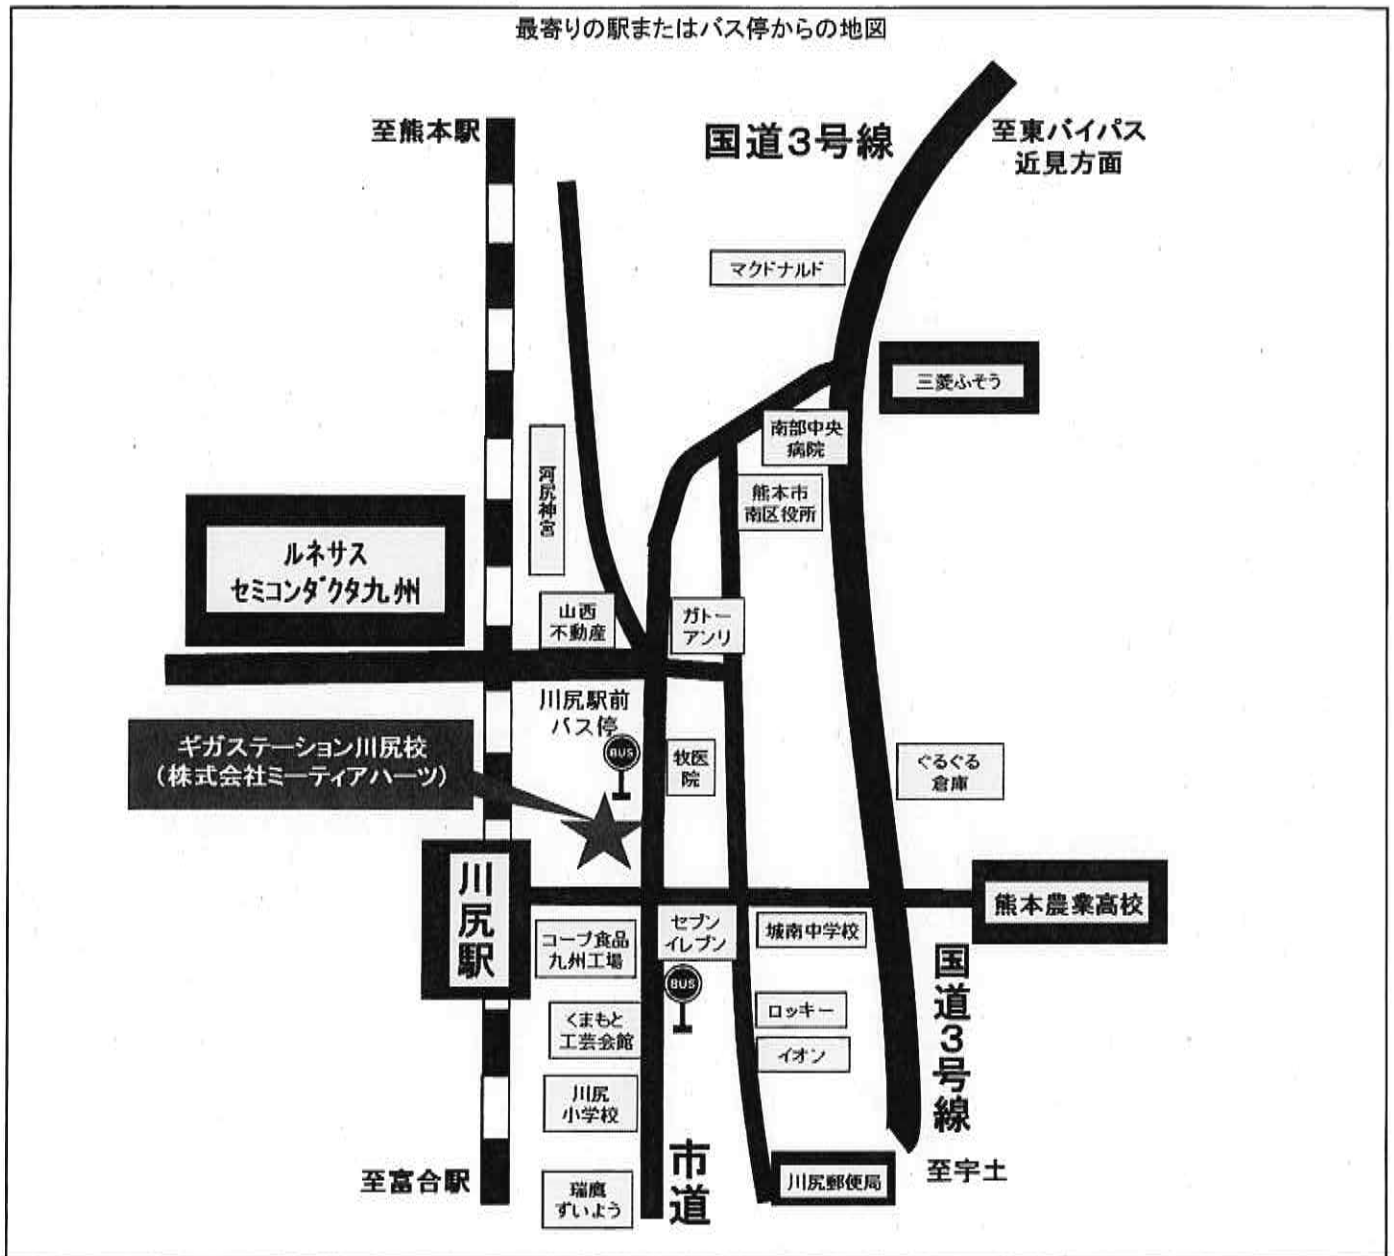 最寄りの駅またはバス停からの地図
至熊本駅
国道3号線
至東バイパス
近見方面
マクドナルド
三菱ふそう
南部中央
病院
河尻神宮
熊本市
南区役所
ルネサス
セミコンダクタ九州
山西
不動産
ガトー
アンリ
川尻駅前
バス停
BUS
ギガステーション川尻校
(株式会社ミーティアハーツ)
牧医
院
ぐるぐる
倉庫
川尻駅
熊本農業高校
コープ食品
九州工場
セブン
イレブン
城南中学校
BUS
国道3号線
くまもと
工芸会館
ロッキー
イオン
川尻
小学校
市道
至富合駅
瑞鷹
ずいよう
川尻郵便局
至宇土